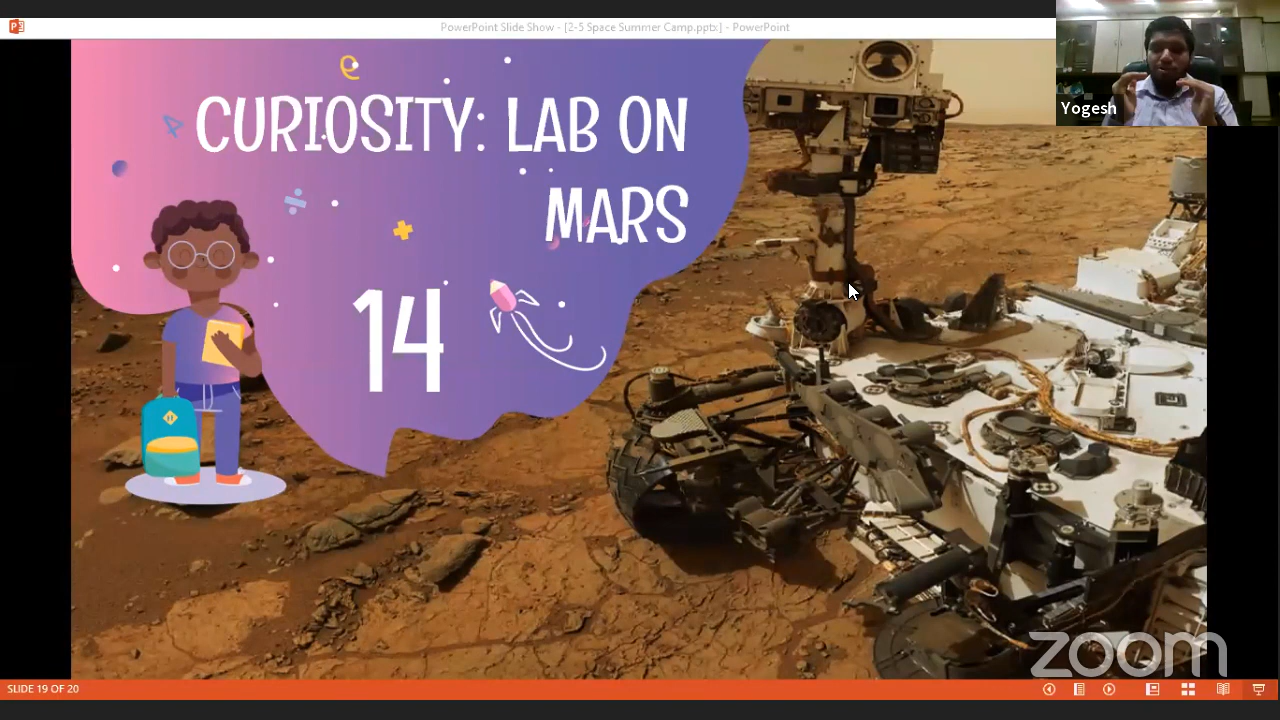 PowerPoint Slide Show - [2-5 Space Summer Camp.pptx] - PowerPoint
Yogesh
CURIOSITY: LAB ON
MARS
14
zoom
SLIDE 19 OF 20